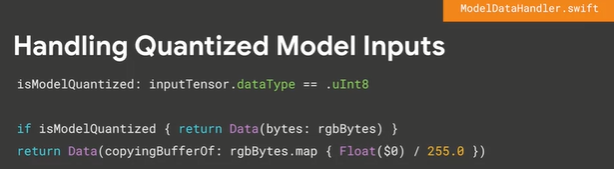 ModelDataHandler.swift
Handling Quantized Model Inputs
isModelQuantized: inputTensor.dataType == .uInt8
if isModelQuantized { return Data(bytes: rgbBytes) }
return Data(copyingBufferOf: rgbBytes.map { Float($0) / 255.0 })